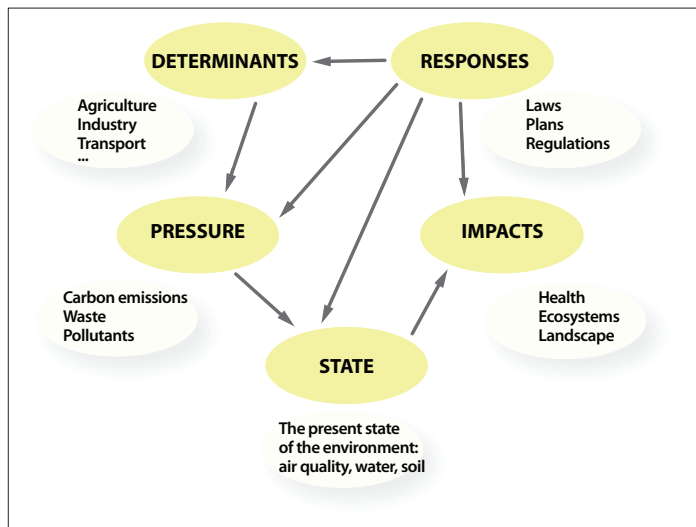 DETERMINANTS
RESPONSES
Agriculture
Industry
Transport
...
Laws
Plans
Regulations
PRESSURE
IMPACTS
Carbon emissions
Waste
Pollutants
Health
Ecosystems
Landscape
STATE
The present state
of the environment:
air quality, water, soil